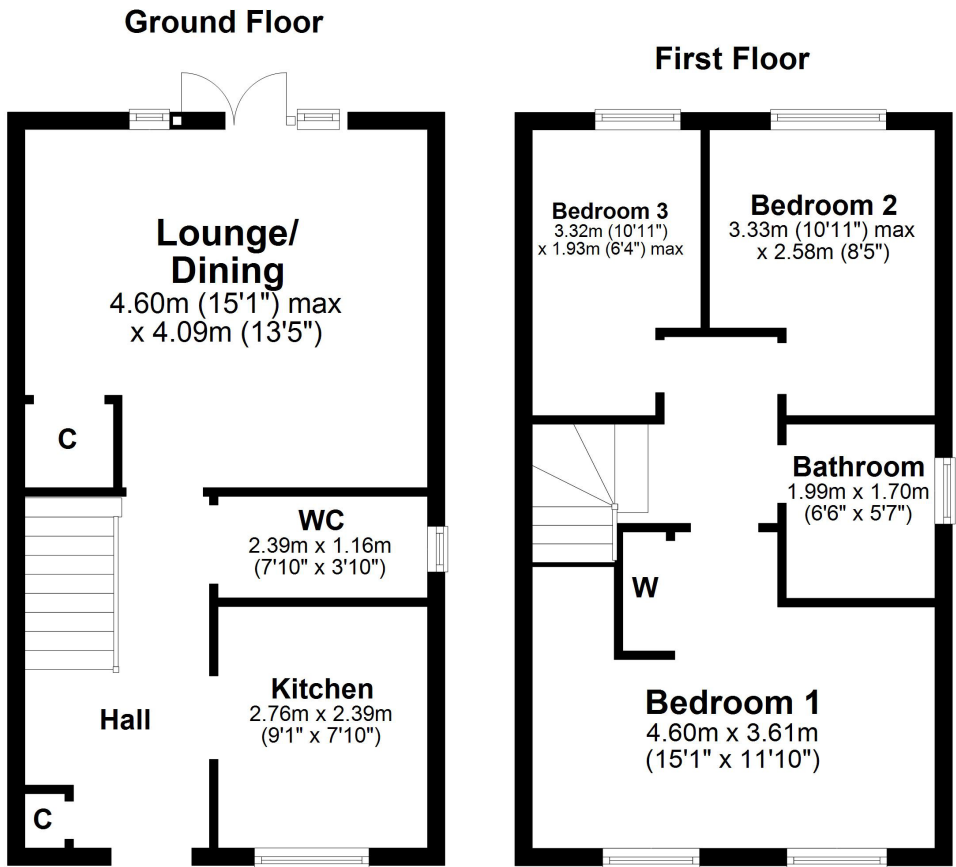 Ground Floor
Lounge/
Dining
4.60m (15'1") max
x 4.09m (13'5")
C
WC
2.39m x 1.16m
(7'10" x 3'10")
Kitchen
2.76m x 2.39m
(9'1" x 7'10")
Hall
C
First Floor
Bedroom 3
3.32m (10'11")
x 1.93m (6'4") max
Bedroom 2
3.33m (10'11") max
x 2.58m (8'5")
Bathroom
1.99m x 1.70m
(6'6" x 5'7")
W
Bedroom 1
4.60m x 3.61m
(15'1" x 11'10")